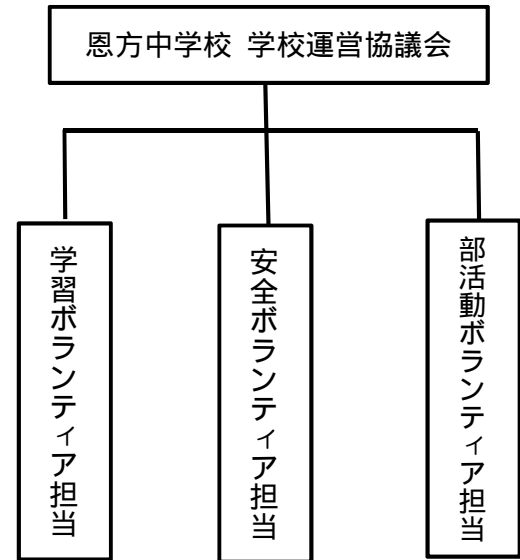 恩方中学校 学校運営協議会
学習ボランティア担当
安全ボランティア担当
部活動ボランティア担当